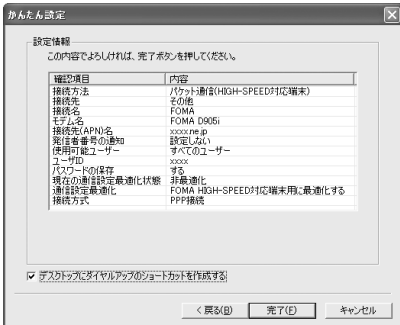 かんたん設定
設定情報
この内容でよろしければ、完了ボタンを押してください。
確認項目 内容
接続方法 パケット通信(HIGH-SPEED対応端末)
接続先 その他
接続名 FOMA
モデム名 FOMA D905i
接続先(APN)名 xxxx.ne.jp
発信者番号の通知 設定しない
使用可能ユーザー すべてのユーザー
ユーザID xxxx
パスワードの保存 する
現在の通信設定最適化状態 非最適化
通信設定最適化 FOMA HIGH-SPEED対応端末用に最適化する
接続方式 PPP接続
デスクトップにダイヤルアップのショートカットを作成する
< 戻る(B) 完了(F) キャンセル